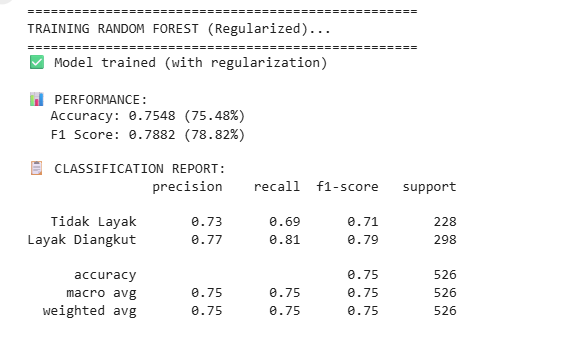 ==================================================
TRAINING RANDOM FOREST (Regularized)...
==================================================
✅ Model trained (with regularization)
📊 PERFORMANCE:
Accuracy: 0.7548 (75.48%)
F1 Score: 0.7882 (78.82%)
📋 CLASSIFICATION REPORT:
precision recall f1-score support
Tidak Layak 0.73 0.69 0.71 228
Layak Diangkut 0.77 0.81 0.79 298
accuracy 0.75 526
macro avg 0.75 0.75 0.75 526
weighted avg 0.75 0.75 0.75 526